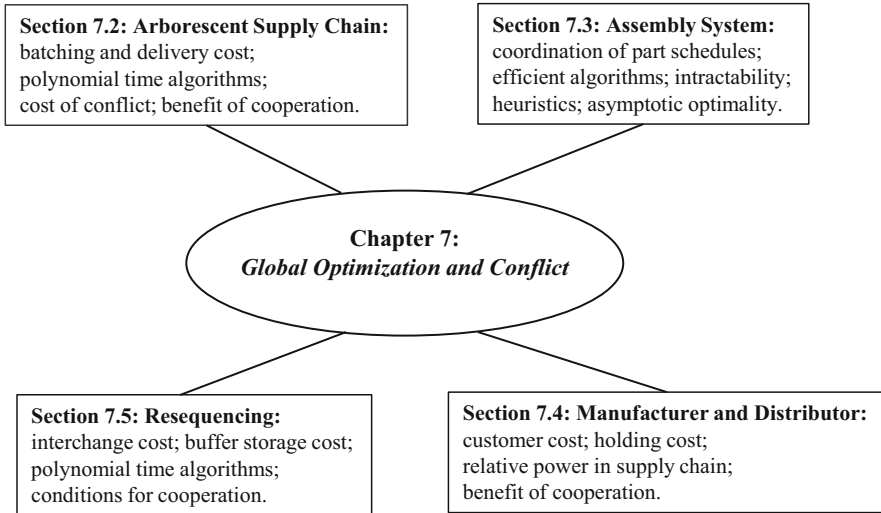 Section 7.2: Arborescent Supply Chain:
batching and delivery cost;
polynomial time algorithms;
cost of conflict; benefit of cooperation.
Section 7.3: Assembly System:
coordination of part schedules;
efficient algorithms; intractability;
heuristics; asymptotic optimality.
Chapter 7:
Global Optimization and Conflict
Section 7.5: Resequencing:
interchange cost; buffer storage cost;
polynomial time algorithms;
conditions for cooperation.
Section 7.4: Manufacturer and Distributor:
customer cost; holding cost;
relative power in supply chain;
benefit of cooperation.